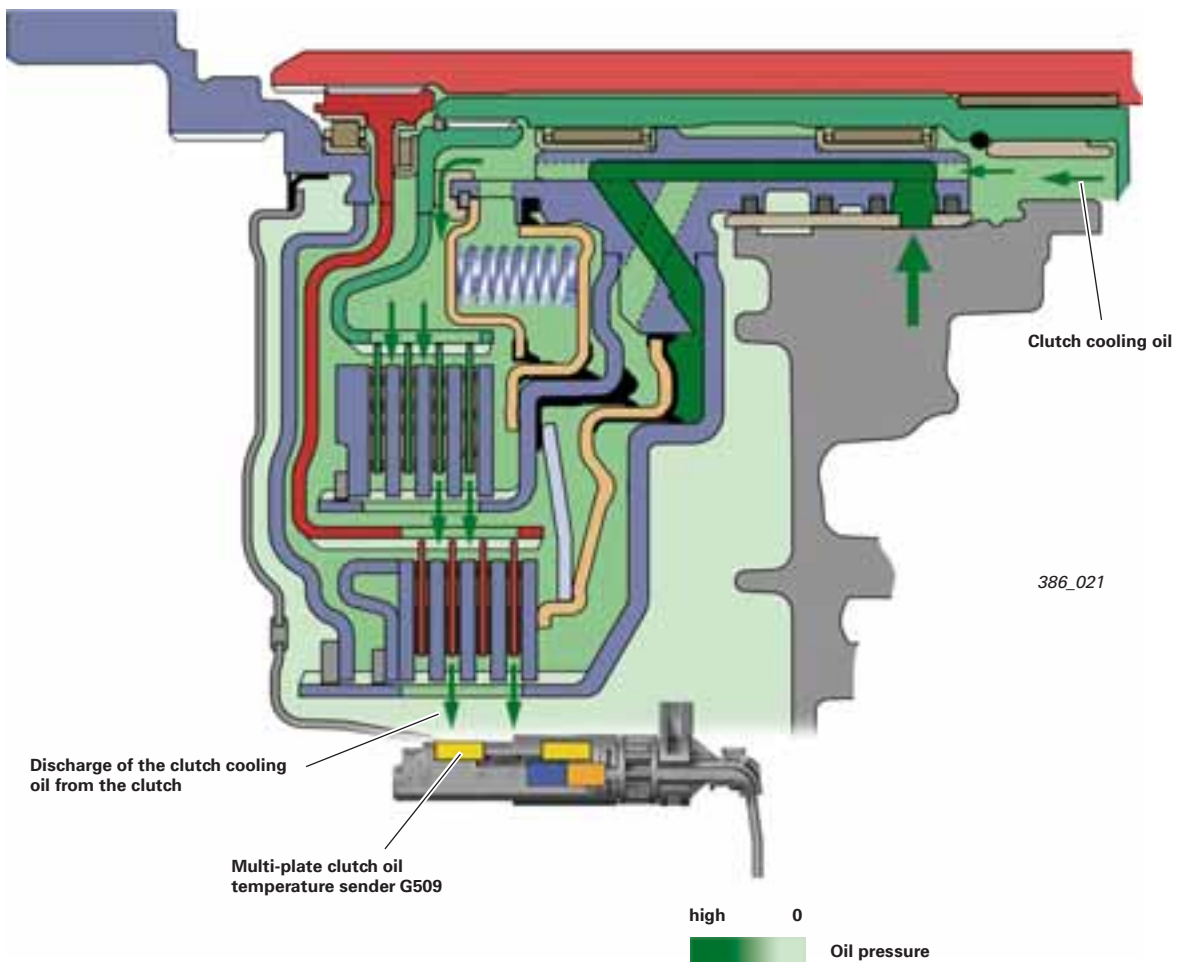 Clutch cooling oil
386_021
Discharge of the clutch cooling
oil from the clutch
Multi-plate clutch oil
temperature sender G509
high 0
Oil pressure